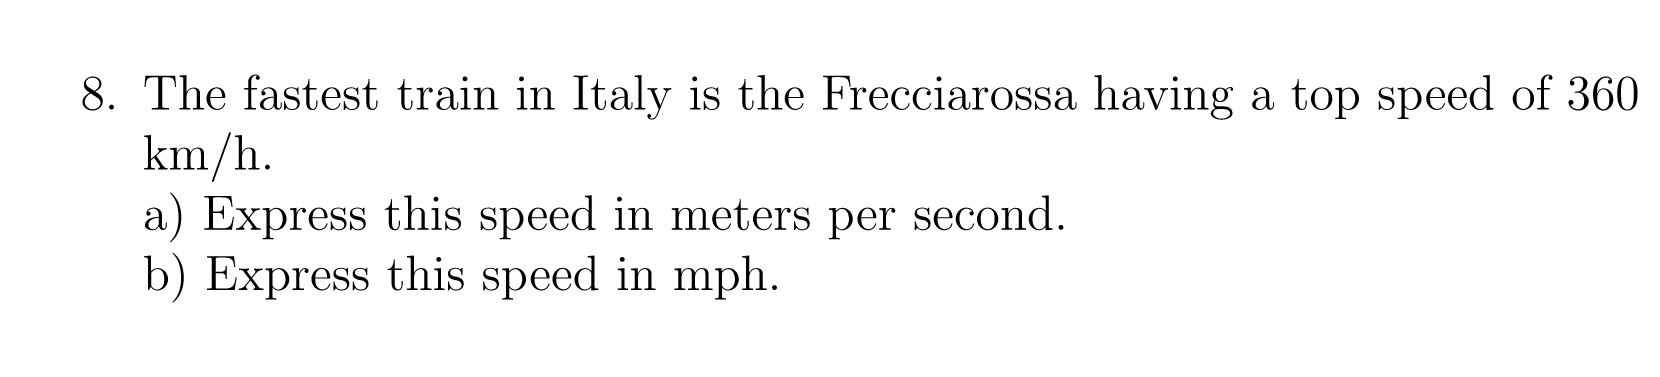 8. The fastest train in Italy is the Frecciarossa having a top speed of 360
km/h.
a) Express this speed in meters per second.
b) Express this speed in mph.